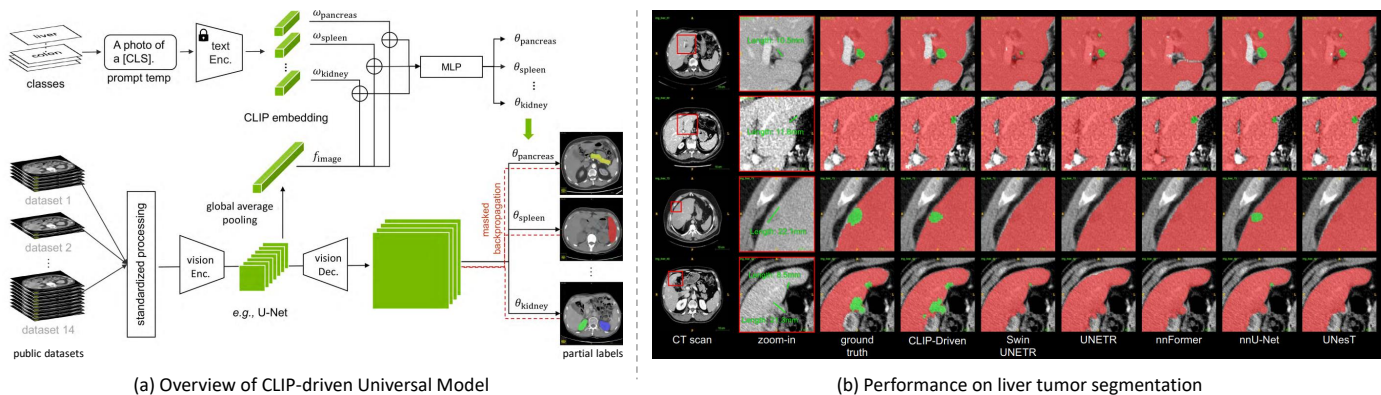 liver
colon
classes
A photo of
a [CLS].
prompt temp
text
Enc.
CLIP embedding
ω_pancreas
ω_spleen
ω_kidney
MLP
θ_pancreas
θ_spleen
θ_kidney
f_image
global average
pooling
dataset 1
dataset 2
dataset 14
public datasets
standardized processing
vision
Enc.
e.g., U-Net
vision
Dec.
masked
backpropagation
θ_pancreas
θ_spleen
θ_kidney
partial labels
(a) Overview of CLIP-driven Universal Model
CT scan
zoom-in
ground
truth
CLIP-Driven
Swin
UNETR
UNETR
nnFormer
nnU-Net
UNesT
(b) Performance on liver tumor segmentation